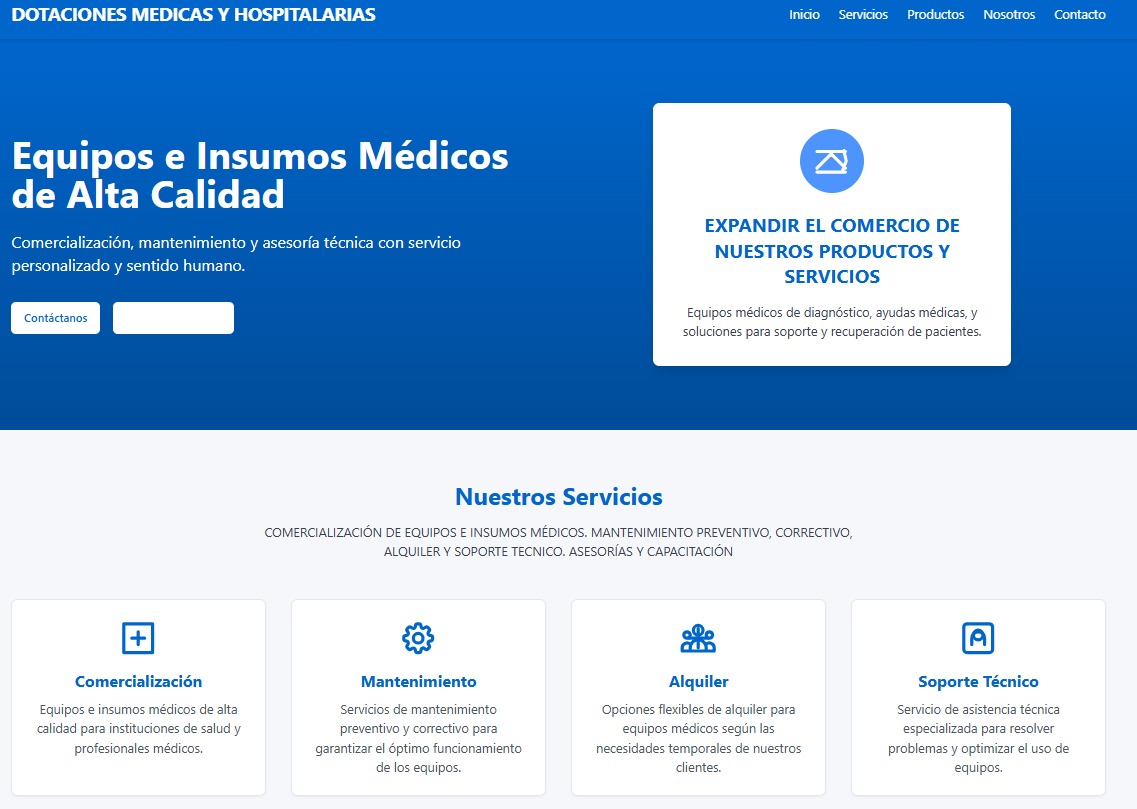 DOTACIONES MEDICAS Y HOSPITALARIAS
Inicio Servicios Productos Nosotros Contacto
Equipos e Insumos Médicos
de Alta Calidad
Comercialización, mantenimiento y asesoría técnica con servicio
personalizado y sentido humano.
Contáctanos
EXPANDIR EL COMERCIO DE
NUESTROS PRODUCTOS Y
SERVICIOS
Equipos médicos de diagnóstico, ayudas médicas, y
soluciones para soporte y recuperación de pacientes.
Nuestros Servicios
COMERCIALIZACIÓN DE EQUIPOS E INSUMOS MÉDICOS. MANTENIMIENTO PREVENTIVO, CORRECTIVO,
ALQUILER Y SOPORTE TECNICO. ASESORÍAS Y CAPACITACIÓN
Comercialización
Equipos e insumos médicos de alta
calidad para instituciones de salud y
profesionales médicos.
Mantenimiento
Servicios de mantenimiento
preventivo y correctivo para
garantizar el óptimo funcionamiento
de los equipos.
Alquiler
Opciones flexibles de alquiler para
equipos médicos según las
necesidades temporales de nuestros
clientes.
Soporte Técnico
Servicio de asistencia técnica
especializada para resolver
problemas y optimizar el uso de
equipos.